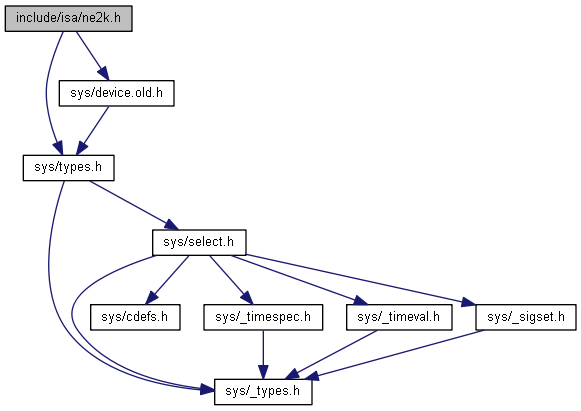 include/isa/ne2k.h
sys/device.old.h
sys/types.h
sys/select.h
sys/cdefs.h
sys/_timespec.h
sys/_timeval.h
sys/_sigset.h
sys/_types.h